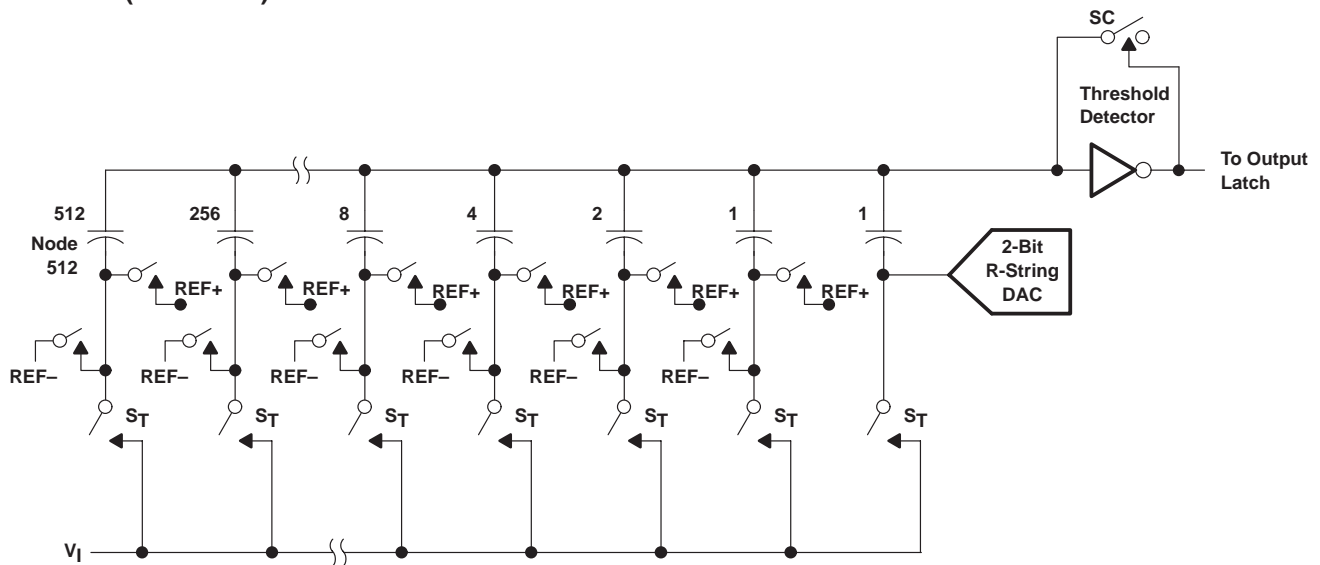 SC
Threshold
Detector
To Output
Latch
512
256
8
4
2
1
1
Node
512
2-Bit
R-String
DAC
REF+
REF+
REF+
REF+
REF+
REF+
REF–
REF–
REF–
REF–
REF–
REF–
ST
ST
ST
ST
ST
ST
ST
VI